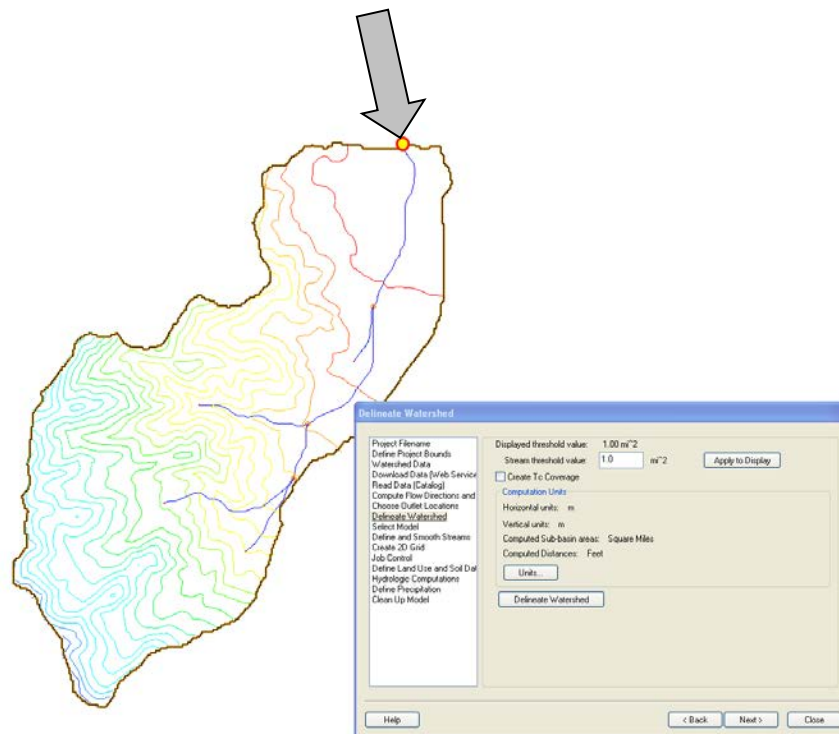 Delineate Watershed
Project Filename
Define Project Bounds
Watershed Data
Download Data (Web Service
Read Data (Catalog)
Compute Flow Directions and
Choose Outlet Locations
Delineate Watershed
Select Model
Define and Smooth Streams
Create 2D Grid
Job Control
Define Land Use and Soil Dat
Hydrologic Computations
Define Precipitation
Clean Up Model
Displayed threshold value: 1.00 mi^2
Stream threshold value: 1.0 mi^2 Apply to Display
Create Tc Coverage
Computation Units
Horizontal units: m
Vertical units: m
Computed Sub-basin areas: Square Miles
Computed Distances: Feet
Units...
Delineate Watershed
Help < Back Next > Close